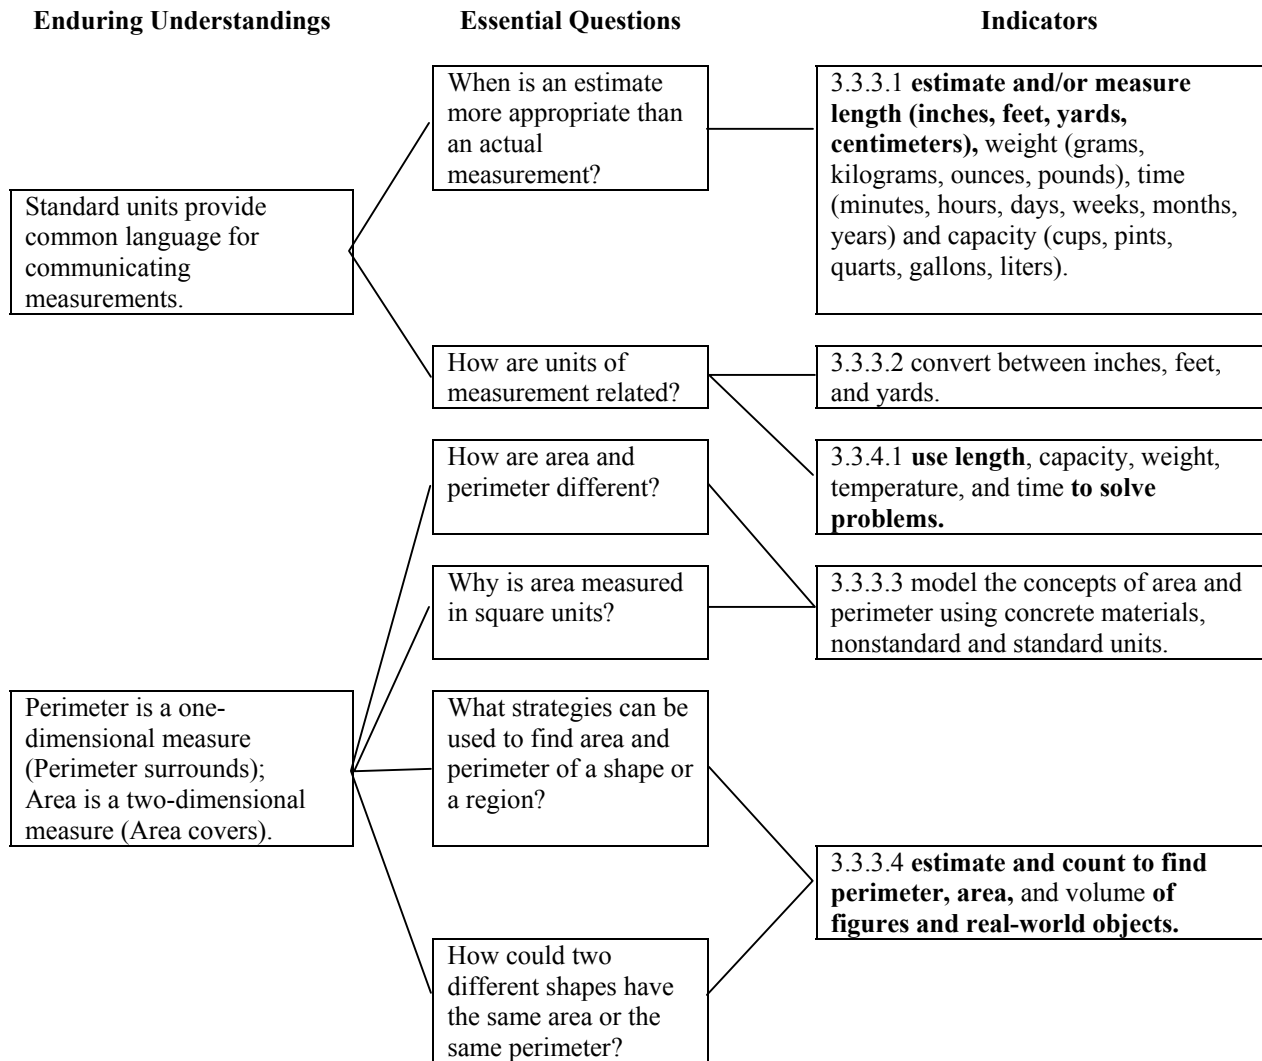 Enduring Understandings
Essential Questions
Indicators
When is an estimate
more appropriate than
an actual
measurement?
3.3.3.1 estimate and/or measure
length (inches, feet, yards,
centimeters), weight (grams,
kilograms, ounces, pounds), time
(minutes, hours, days, weeks, months,
years) and capacity (cups, pints,
quarts, gallons, liters).
Standard units provide
common language for
communicating
measurements.
How are units of
measurement related?
3.3.3.2 convert between inches, feet,
and yards.
How are area and
perimeter different?
3.3.4.1 use length, capacity, weight,
temperature, and time to solve
problems.
Why is area measured
in square units?
3.3.3.3 model the concepts of area and
perimeter using concrete materials,
nonstandard and standard units.
Perimeter is a one-
dimensional measure
(Perimeter surrounds);
Area is a two-dimensional
measure (Area covers).
What strategies can be
used to find area and
perimeter of a shape or
a region?
3.3.3.4 estimate and count to find
perimeter, area, and volume of
figures and real-world objects.
How could two
different shapes have
the same area or the
same perimeter?